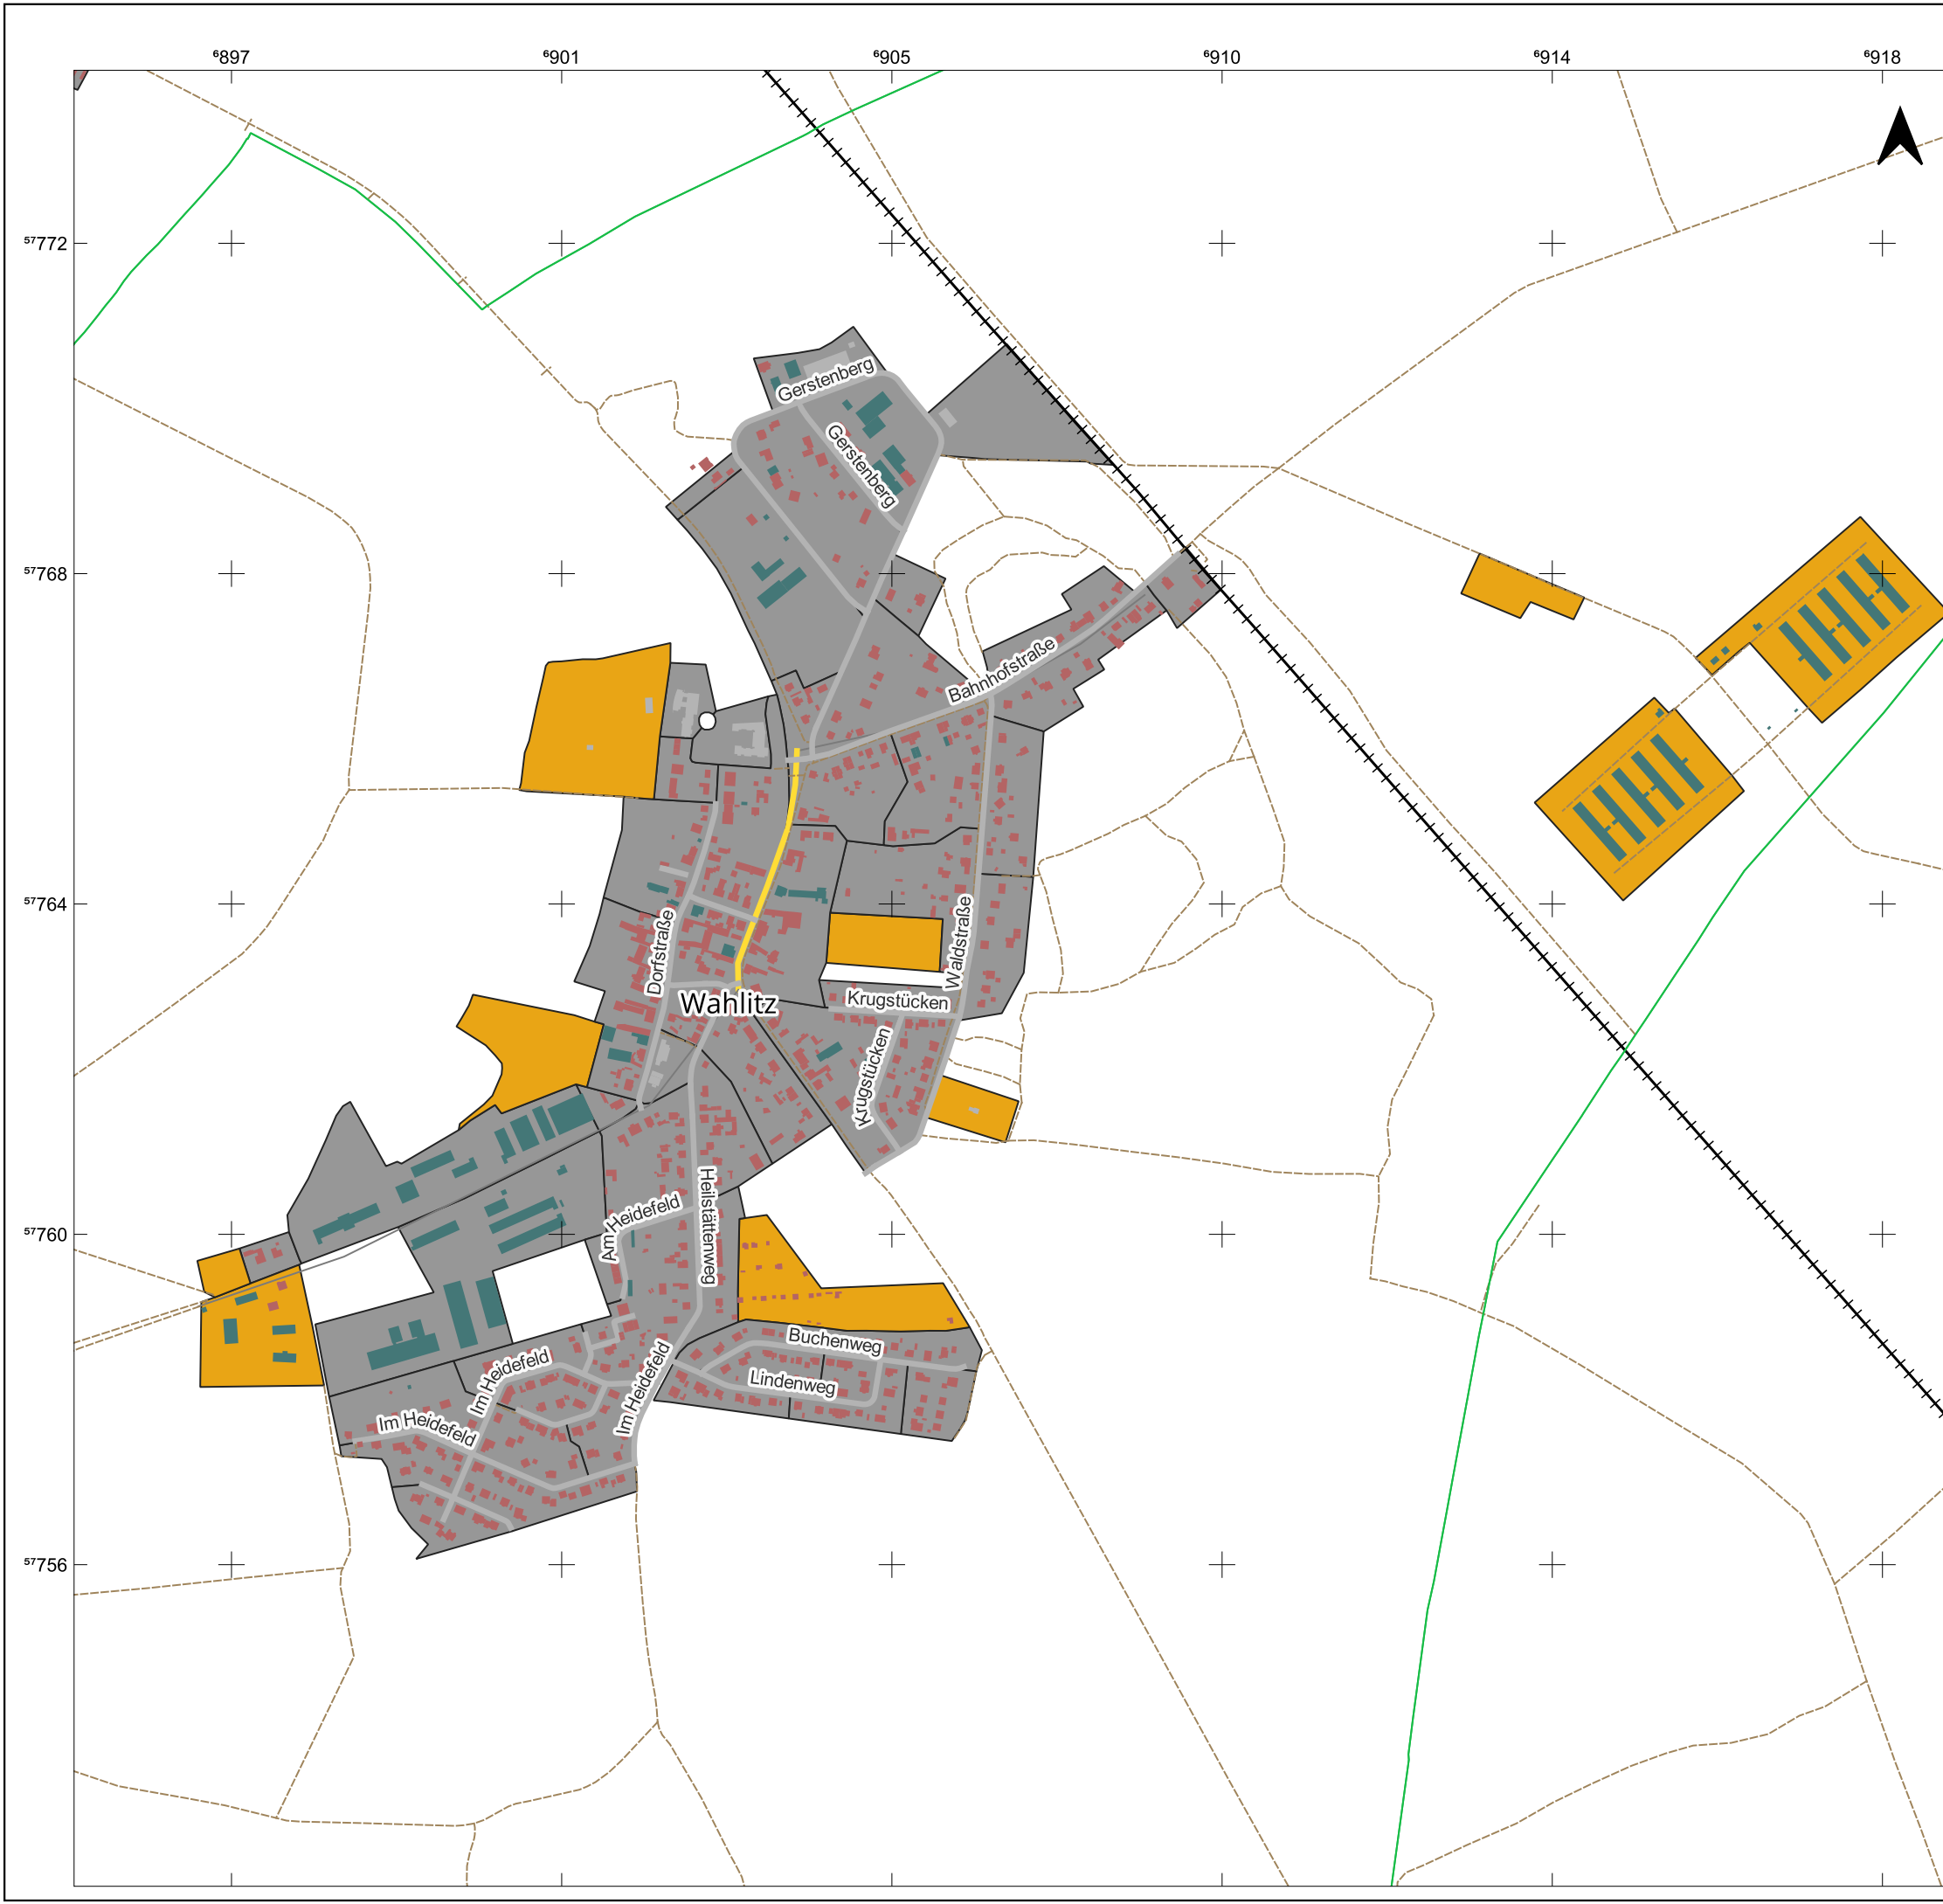 ⁶897 ⁶901 ⁶905 ⁶910 ⁶914 ⁶918
⁵⁷772
Gerstenberg
Gerstenberg
⁵⁷768
Bahnhofstraße
⁵⁷764
Dorfstraße
Waldstraße
Wahlitz
Krugstücken
Krugstücken
⁵⁷760
Am Heidefeld
Heilstättenweg
Buchenweg
Lindenweg
Im Heidefeld
Im Heidefeld
Im Heidefeld
⁵⁷756